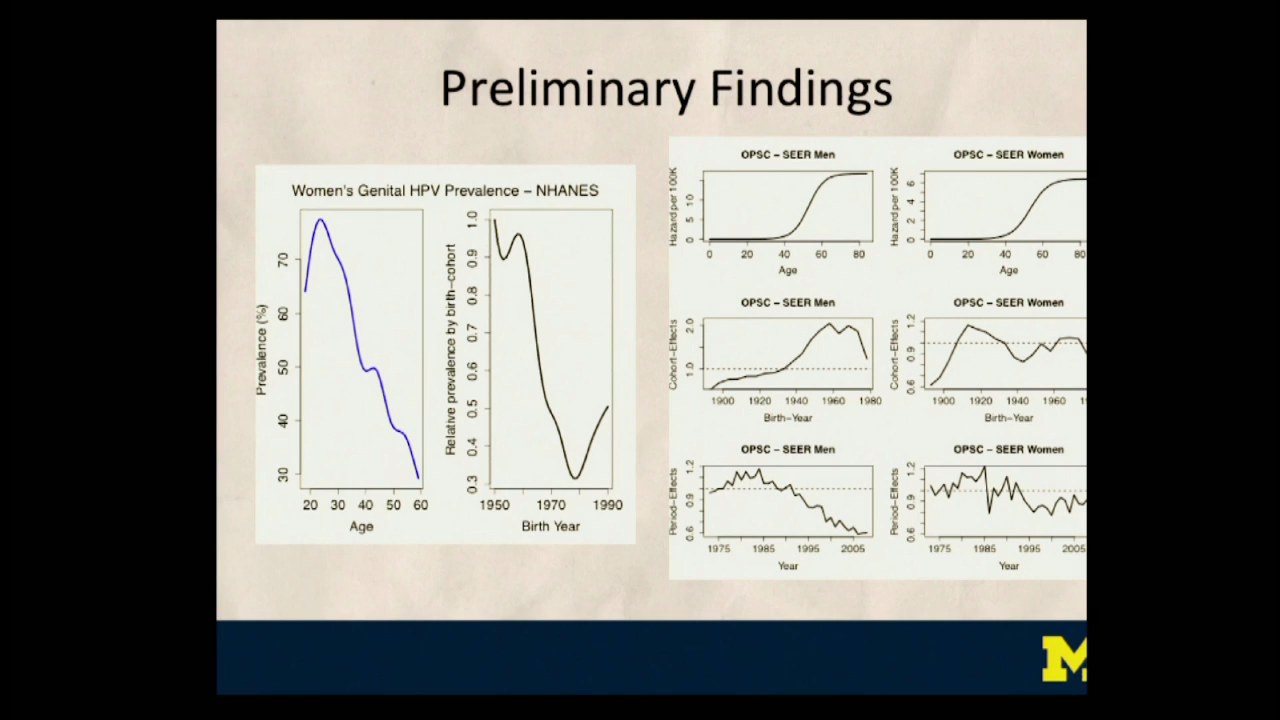 Preliminary Findings
Women's Genital HPV Prevalence – NHANES
Prevalence (%)
70
60
50
40
30
20 30 40 50 60
Age
Relative prevalence by birth–cohort
1.0
0.9
0.8
0.7
0.6
0.5
0.4
0.3
1950 1970 1990
Birth Year
OPSC – SEER Men
Hazard per 100K
10
5
0
0 20 40 60 80
Age
OPSC – SEER Women
Hazard per 100K
6
4
2
0
0 20 40 60 80
Age
OPSC – SEER Men
Cohort–Effects
2.0
1.0
1900 1920 1940 1960 1980
Birth–Year
OPSC – SEER Women
Cohort–Effects
1.2
0.9
0.6
1900 1920 1940 1960
Birth–Year
OPSC – SEER Men
Period–Effects
1.2
0.9
0.6
1975 1985 1995 2005
Year
OPSC – SEER Women
Period–Effects
1.2
0.9
0.6
1975 1985 1995 2005
Year
M